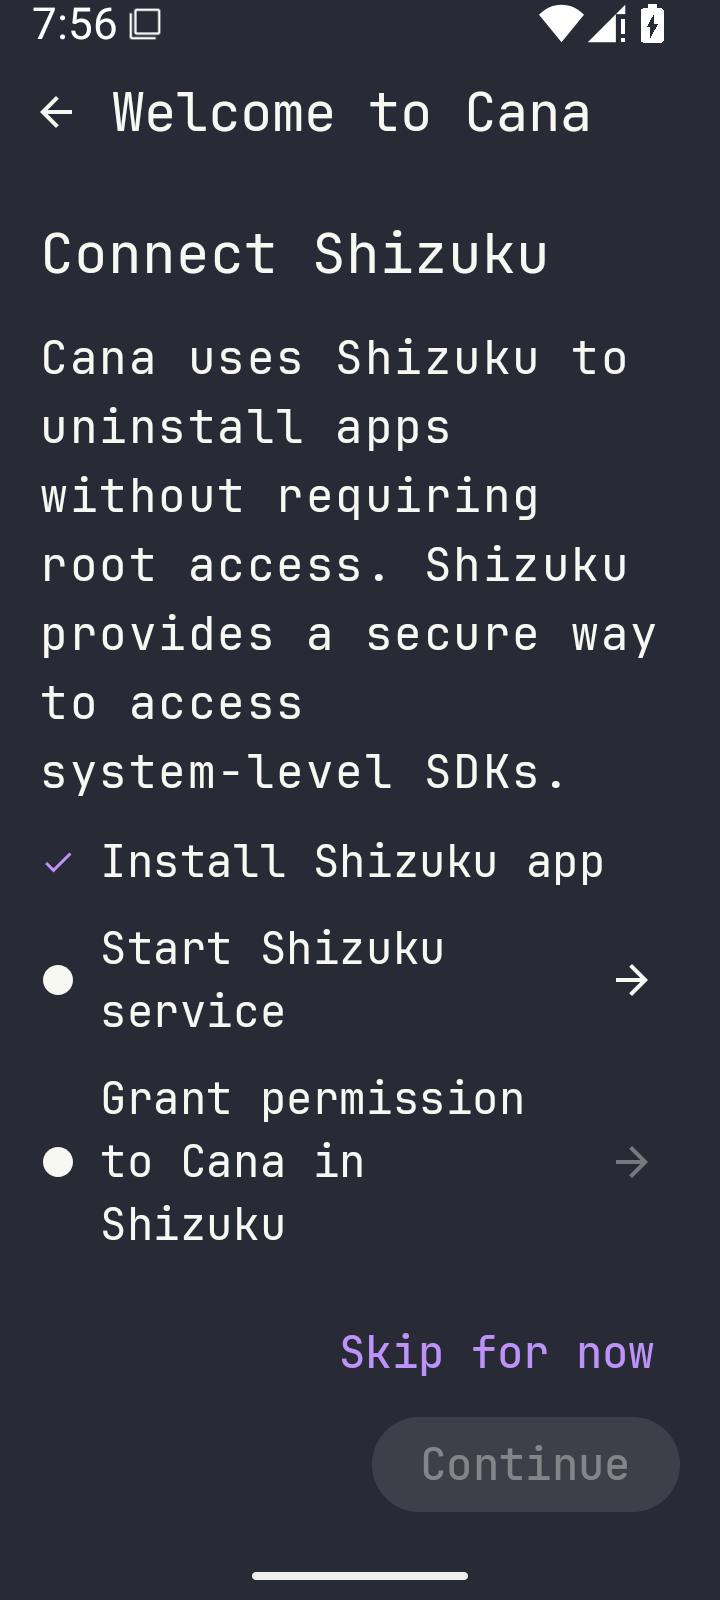 7:56
Welcome to Cana
Connect Shizuku
Cana uses Shizuku to
uninstall apps
without requiring
root access. Shizuku
provides a secure way
to access
system-level SDKs.
Install Shizuku app
Start Shizuku
service
Grant permission
to Cana in
Shizuku
Skip for now
Continue